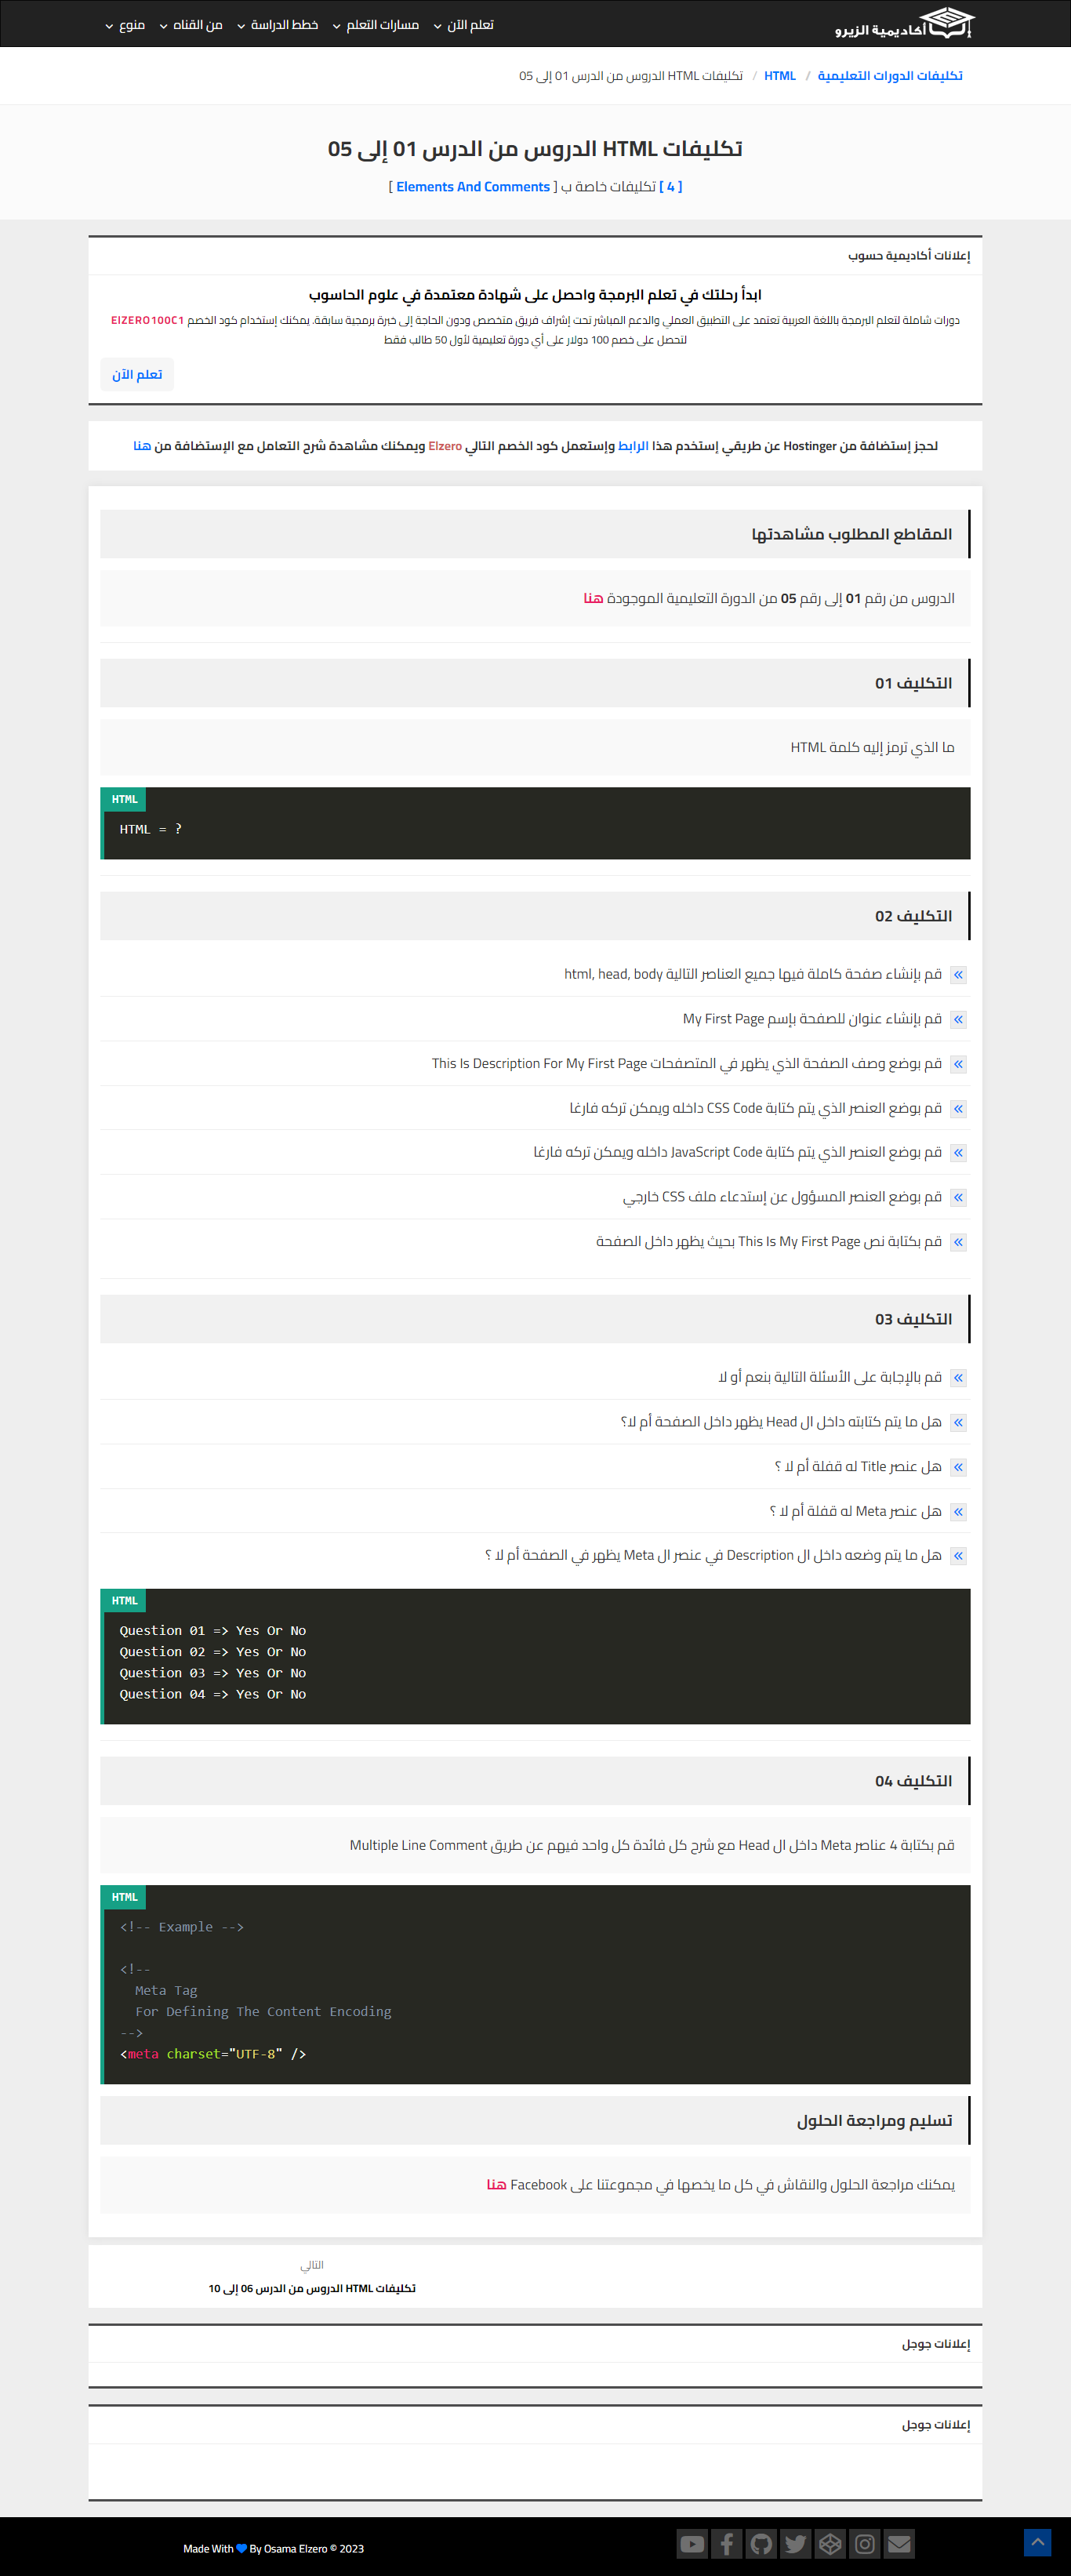 أكاديمية الزيرو
تعلم الآن
مسارات التعلم
خطط الدراسة
من القناه
منوع
تكليفات الدورات التعليمية / HTML / تكليفات HTML الدروس من الدرس 01 إلى 05
تكليفات HTML الدروس من الدرس 01 إلى 05
[ 4 ] تكليفات خاصة ب [ Elements And Comments ]
إعلانات أكاديمية حسوب
ابدأ رحلتك في تعلم البرمجة واحصل على شهادة معتمدة في علوم الحاسوب
دورات شاملة لتعلم البرمجة باللغة العربية تعتمد على التطبيق العملي والدعم المباشر تحت إشراف فريق متخصص ودون الحاجة إلى خبرة برمجية سابقة. يمكنك إستخدام كود الخصم ElZERO100C1
لتحصل على خصم 100 دولار على أي دورة تعليمية لأول 50 طالب فقط
تعلم الآن
لحجز إستضافة من Hostinger عن طريقي إستخدم هذا الرابط وإستعمل كود الخصم التالي Elzero ويمكنك مشاهدة شرح التعامل مع الإستضافة من هنا
المقاطع المطلوب مشاهدتها
الدروس من رقم 01 إلى رقم 05 من الدورة التعليمية الموجودة هنا
التكليف 01
ما الذي ترمز إليه كلمة HTML
HTML
HTML = ?
التكليف 02
قم بإنشاء صفحة كاملة فيها جميع العناصر التالية html, head, body
قم بإنشاء عنوان للصفحة بإسم My First Page
قم بوضع وصف الصفحة الذي يظهر في المتصفحات This Is Description For My First Page
قم بوضع العنصر الذي يتم كتابة CSS Code داخله ويمكن تركه فارغا
قم بوضع العنصر الذي يتم كتابة JavaScript Code داخله ويمكن تركه فارغا
قم بوضع العنصر المسؤول عن إستدعاء ملف CSS خارجي
قم بكتابة نص This Is My First Page بحيث يظهر داخل الصفحة
التكليف 03
قم بالإجابة على الأسئلة التالية بنعم أو لا
هل ما يتم كتابته داخل ال Head يظهر داخل الصفحة أم لا؟
هل عنصر Title له قفلة أم لا ؟
هل عنصر Meta له قفلة أم لا ؟
هل ما يتم وضعه داخل ال Description في عنصر ال Meta يظهر في الصفحة أم لا ؟
HTML
Question 01 => Yes Or No
Question 02 => Yes Or No
Question 03 => Yes Or No
Question 04 => Yes Or No
التكليف 04
قم بكتابة 4 عناصر Meta داخل ال Head مع شرح كل فائدة كل واحد فيهم عن طريق Multiple Line Comment
HTML
<!-- Example -->
<!--
Meta Tag
For Defining The Content Encoding
-->
<meta charset="UTF-8" />
تسليم ومراجعة الحلول
يمكنك مراجعة الحلول والنقاش في كل ما يخصها في مجموعتنا على Facebook هنا
التالي
تكليفات HTML الدروس من الدرس 06 إلى 10
إعلانات جوجل
إعلانات جوجل
Made With By Osama Elzero © 2023